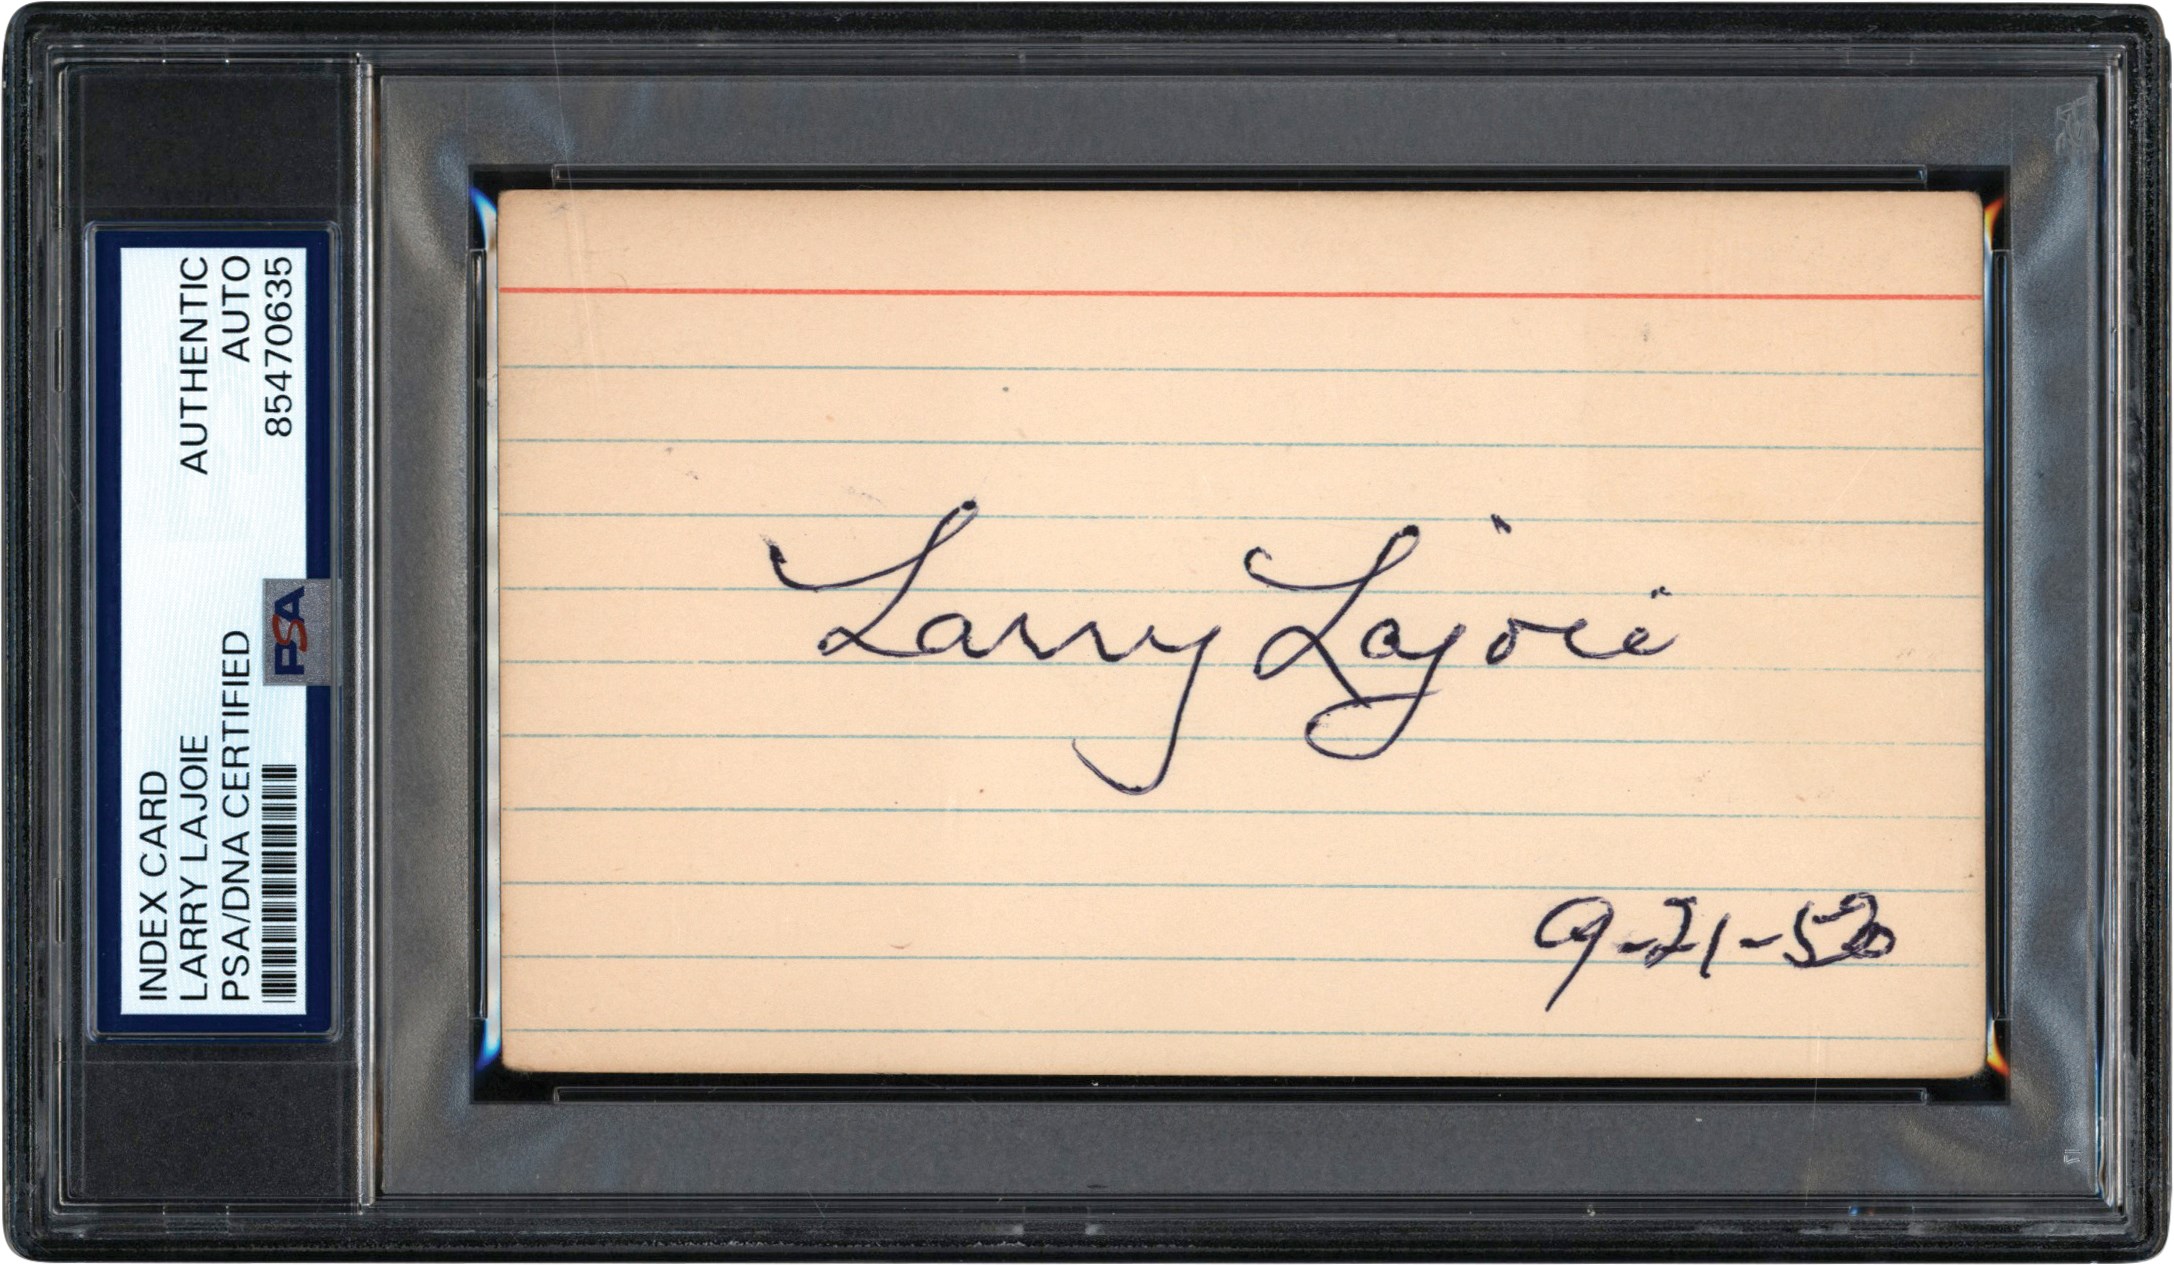 INDEX CARD
LARRY LAJOIE
PSA/DNA CERTIFIED
AUTHENTIC
AUTO
85470635
PSA
Larry Lajoie
9-21-52